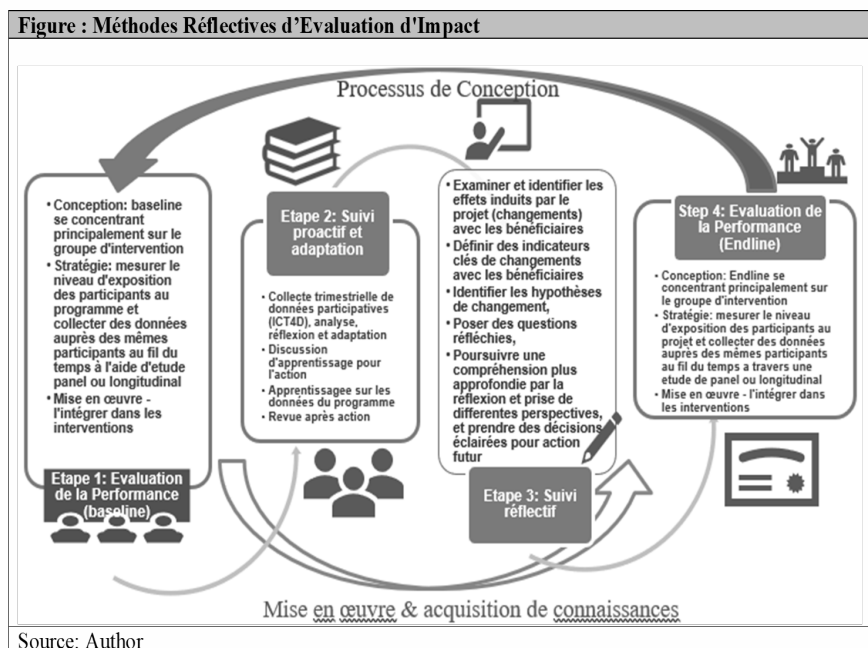 Figure : Méthodes Réflectives d’Evaluation d'Impact
Processus de Conception
• Conception: baseline
se concentrant
principalement sur le
groupe d'intervention
• Stratégie: mesurer le
niveau d'exposition
des participants au
programme et
collecter des données
auprès des mêmes
participants au fil du
temps à l'aide d'etude
panel ou longitudinal
• Mise en œuvre -
l'intégrer dans les
interventions
Etape 1: Evaluation
de la Performance
(baseline)
Etape 2: Suivi
proactif et
adaptation
• Collecte trimestrielle de
données participatives
(ICT4D), analyse,
réflexion et adaptation
• Discussion
d'apprentissage pour
l'action
• Apprentissagee sur les
données du programme
• Revue après action
• Examiner et identifier les
effets induits par le
projet (changements) avec
les bénéficiaires
• Définir des indicateurs
clés de changements
avec les bénéficiaires
• Identifier les hypothèses
de changement,
• Poser des questions
réfléchies,
• Poursuivre une
compréhension plus
approfondie par la
réflexion et prise de
différentes perspectives,
et prendre des décisions
éclairées pour action
futur
Etape 3: Suivi
réflectif
Step 4: Evaluation de
la Performance
(Endline)
• Conception: Endline se
concentrant principalement sur
le groupe d'intervention
• Stratégie: mesurer le niveau
d'exposition des participants au
projet et collecter des données
auprès des mêmes participants
au fil du temps a travers une
etude de panel ou longitudinal
• Mise en œuvre - l'intégrer dans
les interventions
Mise en œuvre & acquisition de connaissances
Source: Author